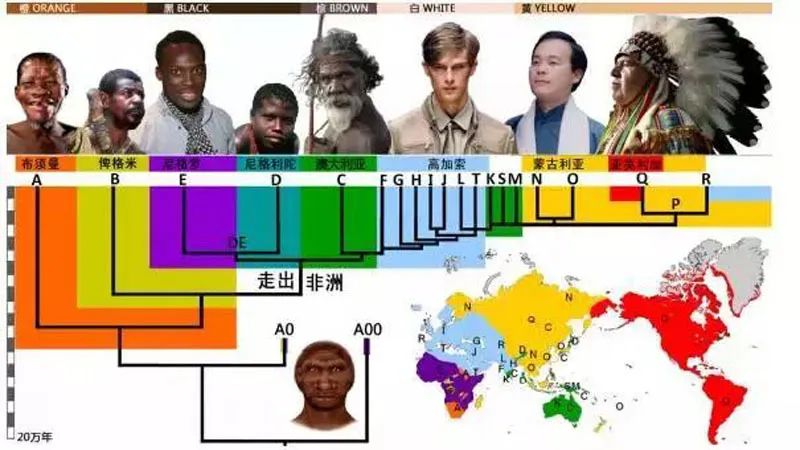 橙 ORANGE 黑 BLACK 棕 BROWN 白 WHITE 黄 YELLOW
布须曼 俾格米 尼格罗 尼格利陀 澳大利亚 高加索 蒙古利亚 亚美利加
A B E D C F G H I J L T K S M N O Q R
P
DE
走出 非洲
A0 A00
20万年
N N
Q C
R I T G J R L H D N O C
F K C D
A T
A
S M
C
K C
O
Q
Q